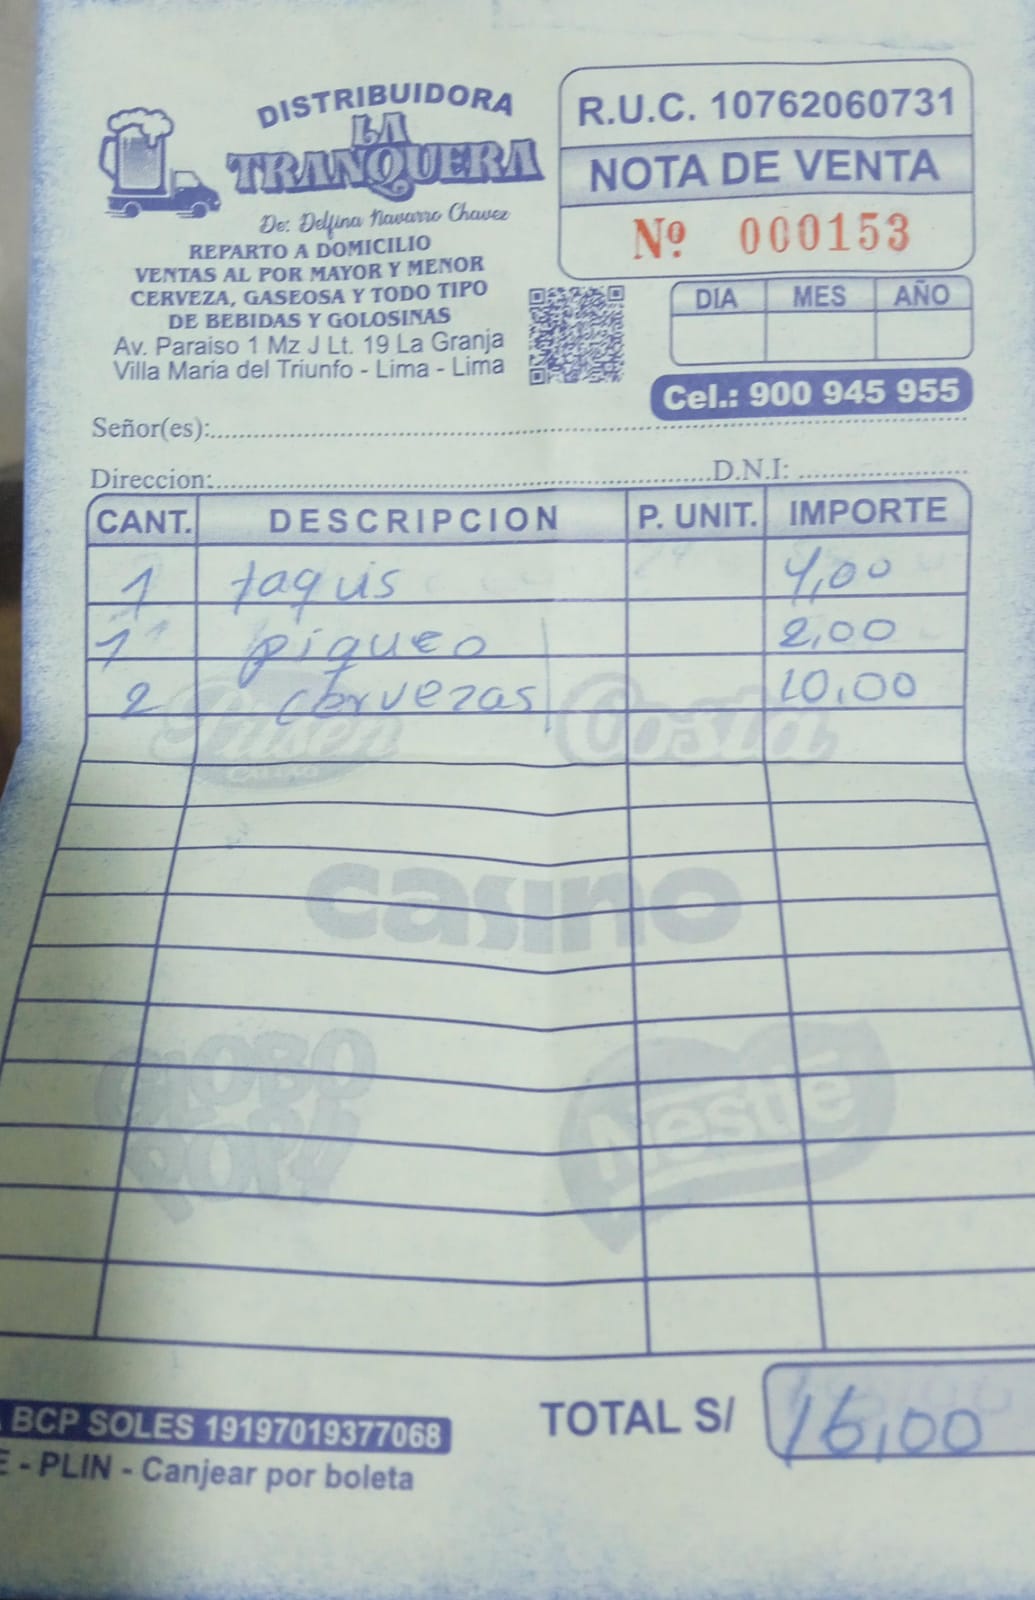 DISTRIBUIDORA
LA
TRANQUERA
De: Delfina Navarro Chavez
REPARTO A DOMICILIO
VENTAS AL POR MAYOR Y MENOR
CERVEZA, GASEOSA Y TODO TIPO
DE BEBIDAS Y GOLOSINAS
Av. Paraiso 1 Mz J Lt. 19 La Granja
Villa Maria del Triunfo - Lima - Lima
R.U.C. 10762060731
NOTA DE VENTA
Nº 000153
DIA MES AÑO
Cel.: 900 945 955
Señor(es):
Direccion: D.N.I:
CANT. DESCRIPCION P. UNIT. IMPORTE
1 taquis 4,00
1 piqueo 2,00
2 cervezas 10,00
Pilsen Costa
CALLAO
casino
GLOBO
POP Nestlé
BCP SOLES 19197019377068
- PLIN - Canjear por boleta
TOTAL S/ 16,00